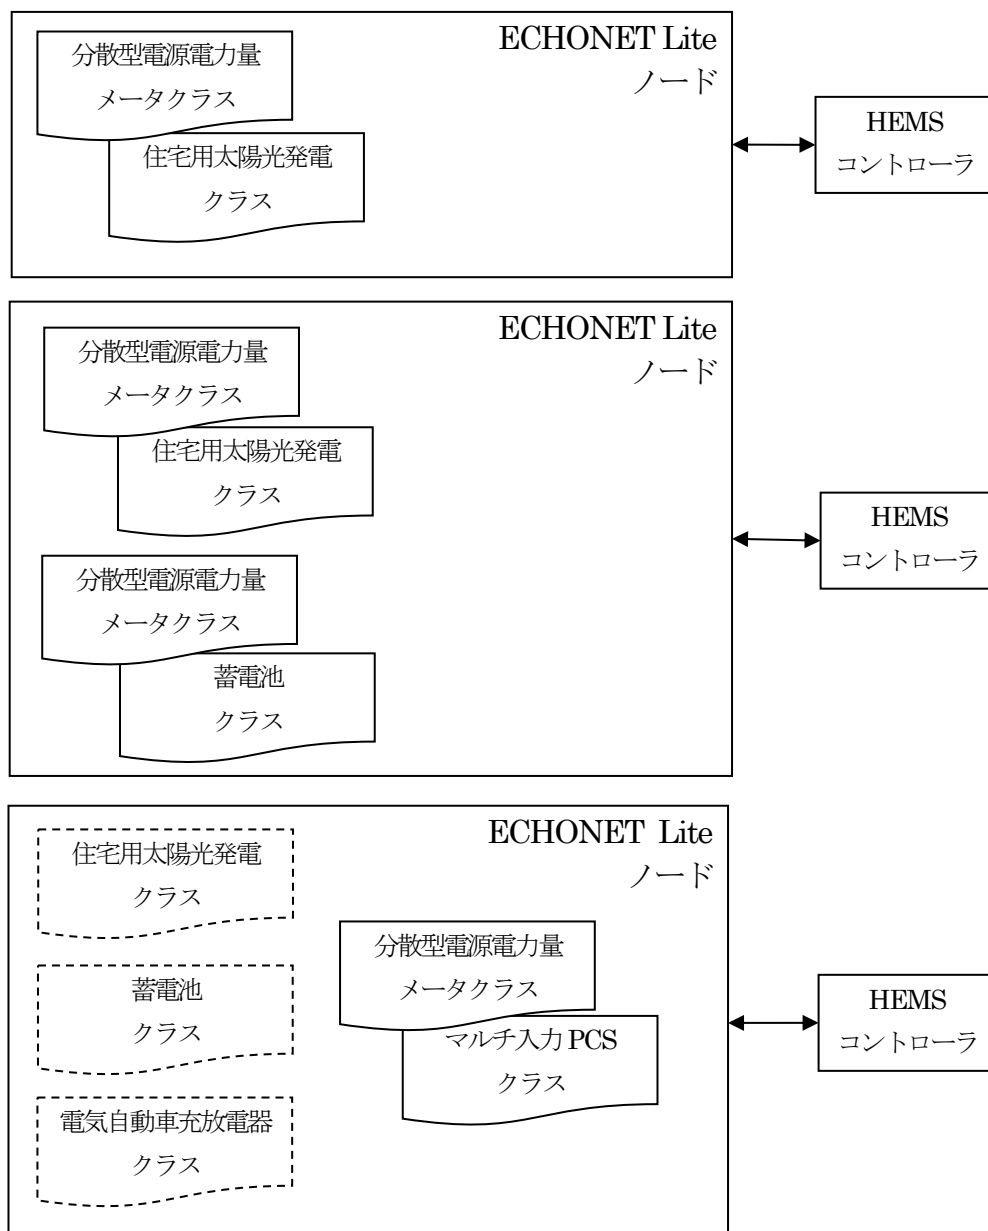 ECHONET Lite
ノード
分散型電源電力量
メータクラス
住宅用太陽光発電
クラス
HEMS
コントローラ
ECHONET Lite
ノード
分散型電源電力量
メータクラス
住宅用太陽光発電
クラス
分散型電源電力量
メータクラス
蓄電池
クラス
HEMS
コントローラ
ECHONET Lite
ノード
住宅用太陽光発電
クラス
蓄電池
クラス
電気自動車充放電器
クラス
分散型電源電力量
メータクラス
マルチ入力 PCS
クラス
HEMS
コントローラ